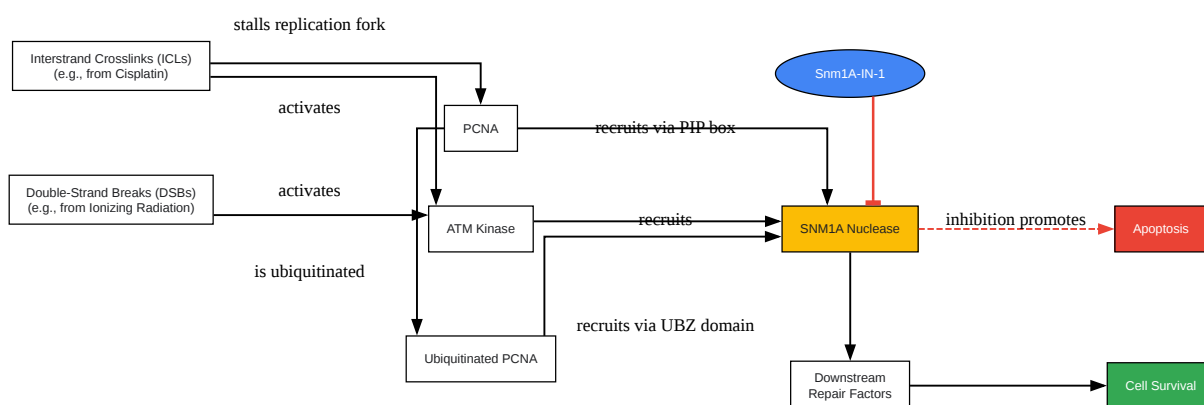 stalls replication fork
Interstrand Crosslinks (ICLs)
(e.g., from Cisplatin)
Snm1A-IN-1
activates
PCNA
recruits via PIP box
Double-Strand Breaks (DSBs)
(e.g., from Ionizing Radiation)
activates
ATM Kinase
recruits
SNM1A Nuclease
inhibition promotes
Apoptosis
is ubiquitinated
recruits via UBZ domain
Ubiquitinated PCNA
Downstream
Repair Factors
Cell Survival